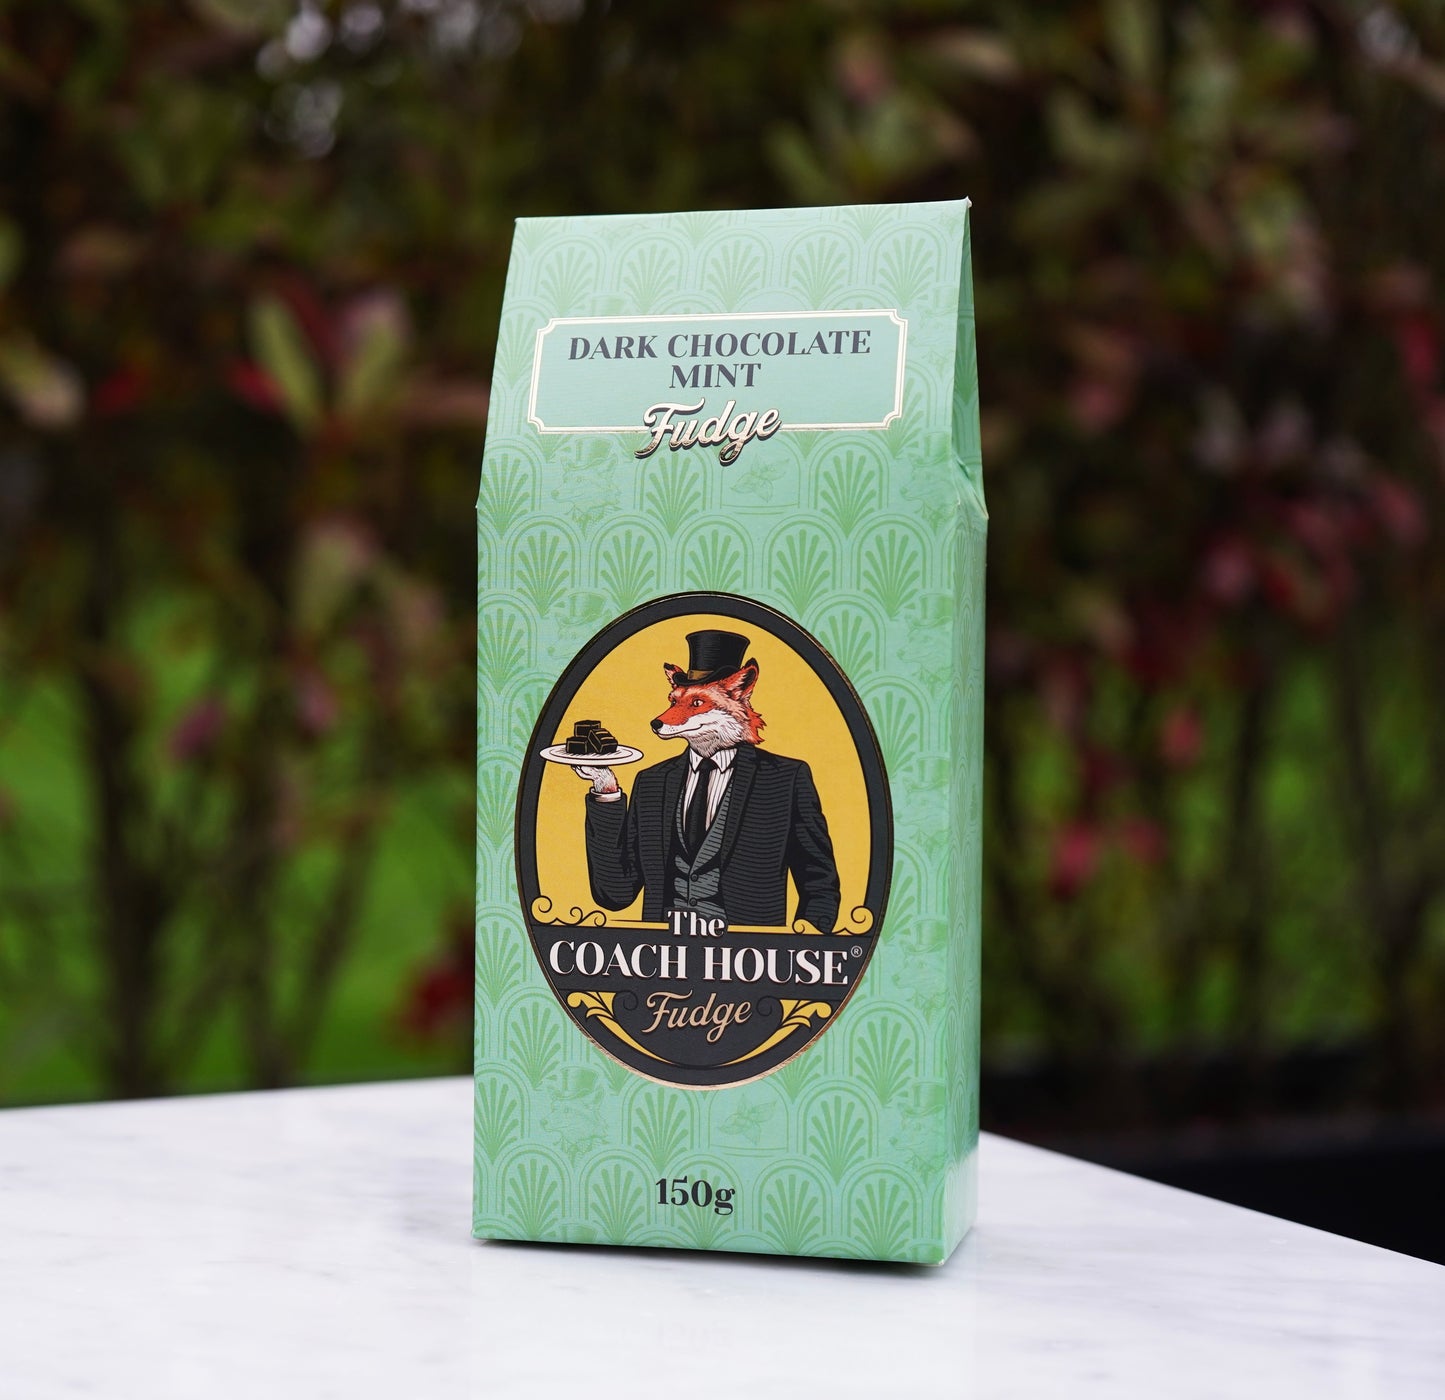 DARK CHOCOLATE
MINT
Fudge
The
COACH HOUSE®
Fudge
150g